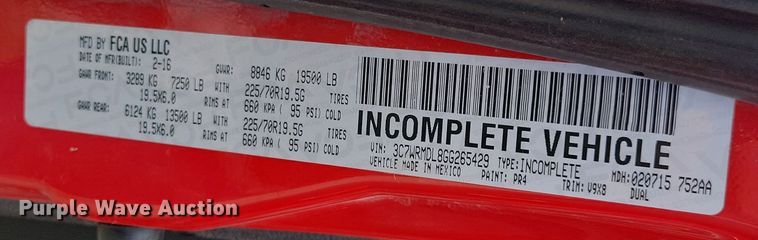 MFD BY FCA US LLC
DATE OF MFR(BUILT): 2-16 GVWR: 8846 KG 19500 LB
GAWR FRONT: 3289 KG 7250 LB WITH 225/70R19.5G TIRES
19.5X6.0 RIMS AT 660 KPA ( 95 PSI) COLD
GAWR REAR: 6124 KG 13500 LB WITH 225/70R19.5G TIRES
19.5X6.0 RIMS AT 660 KPA ( 95 PSI) COLD
INCOMPLETE VEHICLE
VIN: 3C7WRMDL8GG265429 TYPE: INCOMPLETE MDH: 020715 752AA
VEHICLE MADE IN MEXICO PAINT: PR4 TRIM: V9X8 DUAL
Purple Wave Auction